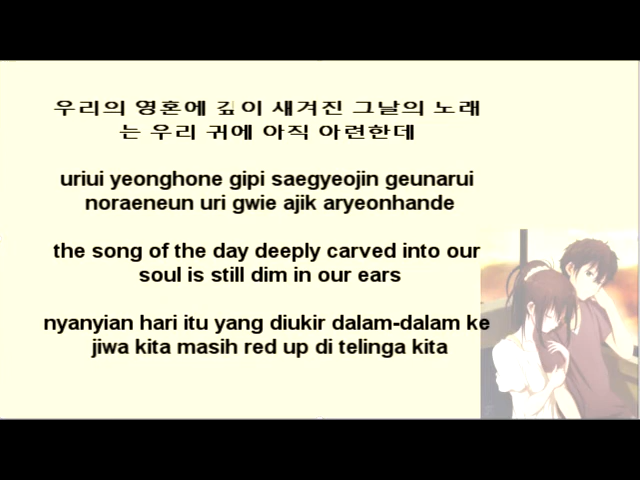 우리의 영혼에 깊이 새겨진 그날의 노래
는 우리 귀에 아직 아련한데
uriui yeonghone gipi saegyeojin geunarui
noraeneun uri gwie ajik aryeonhande
the song of the day deeply carved into our
soul is still dim in our ears
nyanyian hari itu yang diukir dalam-dalam ke
jiwa kita masih red up di telinga kita